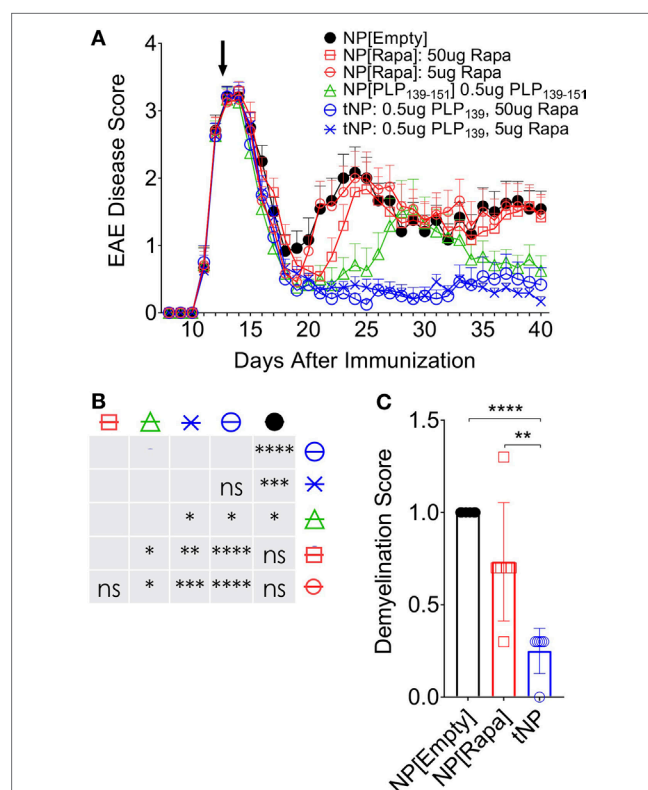 A
NP[Empty]
NP[Rapa]: 50ug Rapa
NP[Rapa]: 5ug Rapa
NP[PLP139-151] 0.5ug PLP139-151
tNP: 0.5ug PLP139, 50ug Rapa
tNP: 0.5ug PLP139, 5ug Rapa
EAE Disease Score
4
3
2
1
0
10 15 20 25 30 35 40
Days After Immunization
B
****
ns ***
* * *
* ** **** ns
ns * *** **** ns
C
****
**
Demyelination Score
1.5
1.0
0.5
0.0
NP[Empty]
NP[Rapa]
tNP